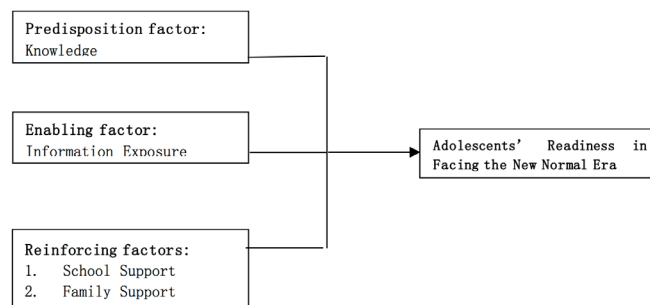 Predisposition factor:
Knowledge
Enabling factor:
Information Exposure
Adolescents' Readiness in
Facing the New Normal Era
Reinforcing factors:
1. School Support
2. Family Support